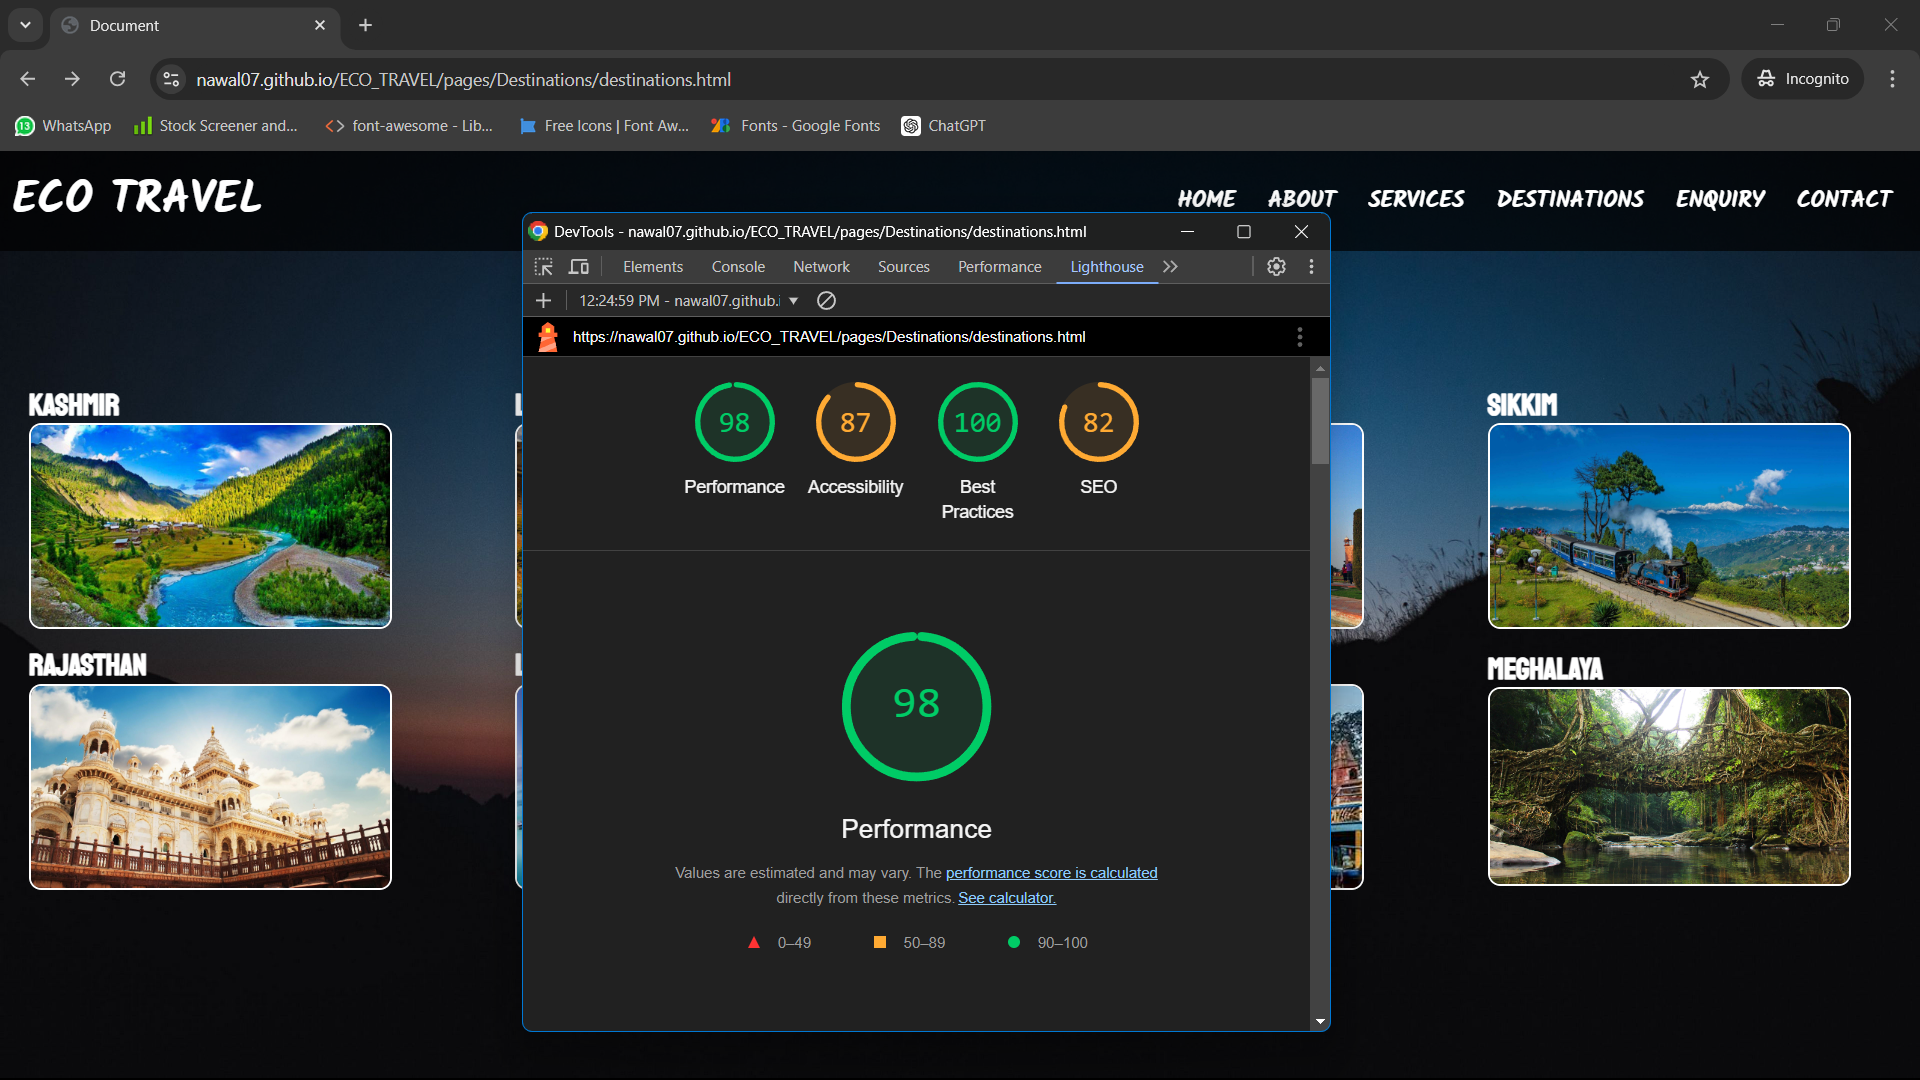 Document
nawal07.github.io/ECO_TRAVEL/pages/Destinations/destinations.html
Incognito
13 WhatsApp
Stock Screener and...
font-awesome - Lib...
Free Icons | Font Aw...
Fonts - Google Fonts
ChatGPT
ECO TRAVEL
HOME ABOUT SERVICES DESTINATIONS ENQUIRY CONTACT
DevTools - nawal07.github.io/ECO_TRAVEL/pages/Destinations/destinations.html
Elements Console Network Sources Performance Lighthouse
12:24:59 PM - nawal07.github.i
https://nawal07.github.io/ECO_TRAVEL/pages/Destinations/destinations.html
98 87 100 82
Performance Accessibility Best Practices SEO
KASHMIR
L
SIKKIM
98
Performance
Values are estimated and may vary. The performance score is calculated
directly from these metrics. See calculator.
0–49 50–89 90–100
RAJASTHAN
L
MEGHALAYA